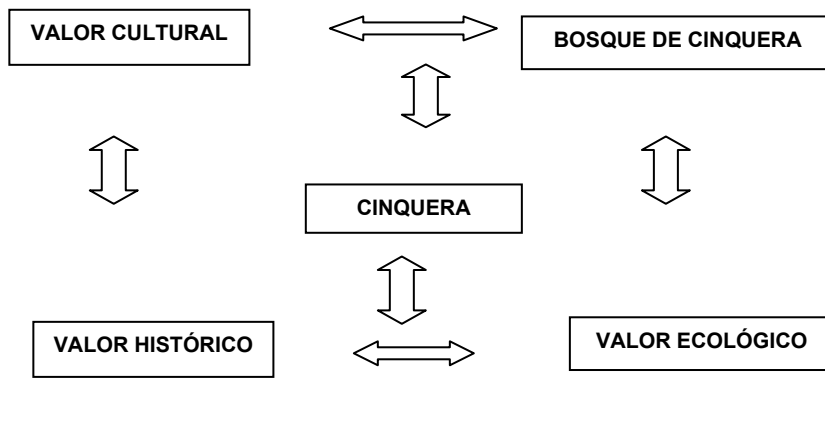 VALOR CULTURAL
BOSQUE DE CINQUERA
CINQUERA
VALOR HISTÓRICO
VALOR ECOLÓGICO